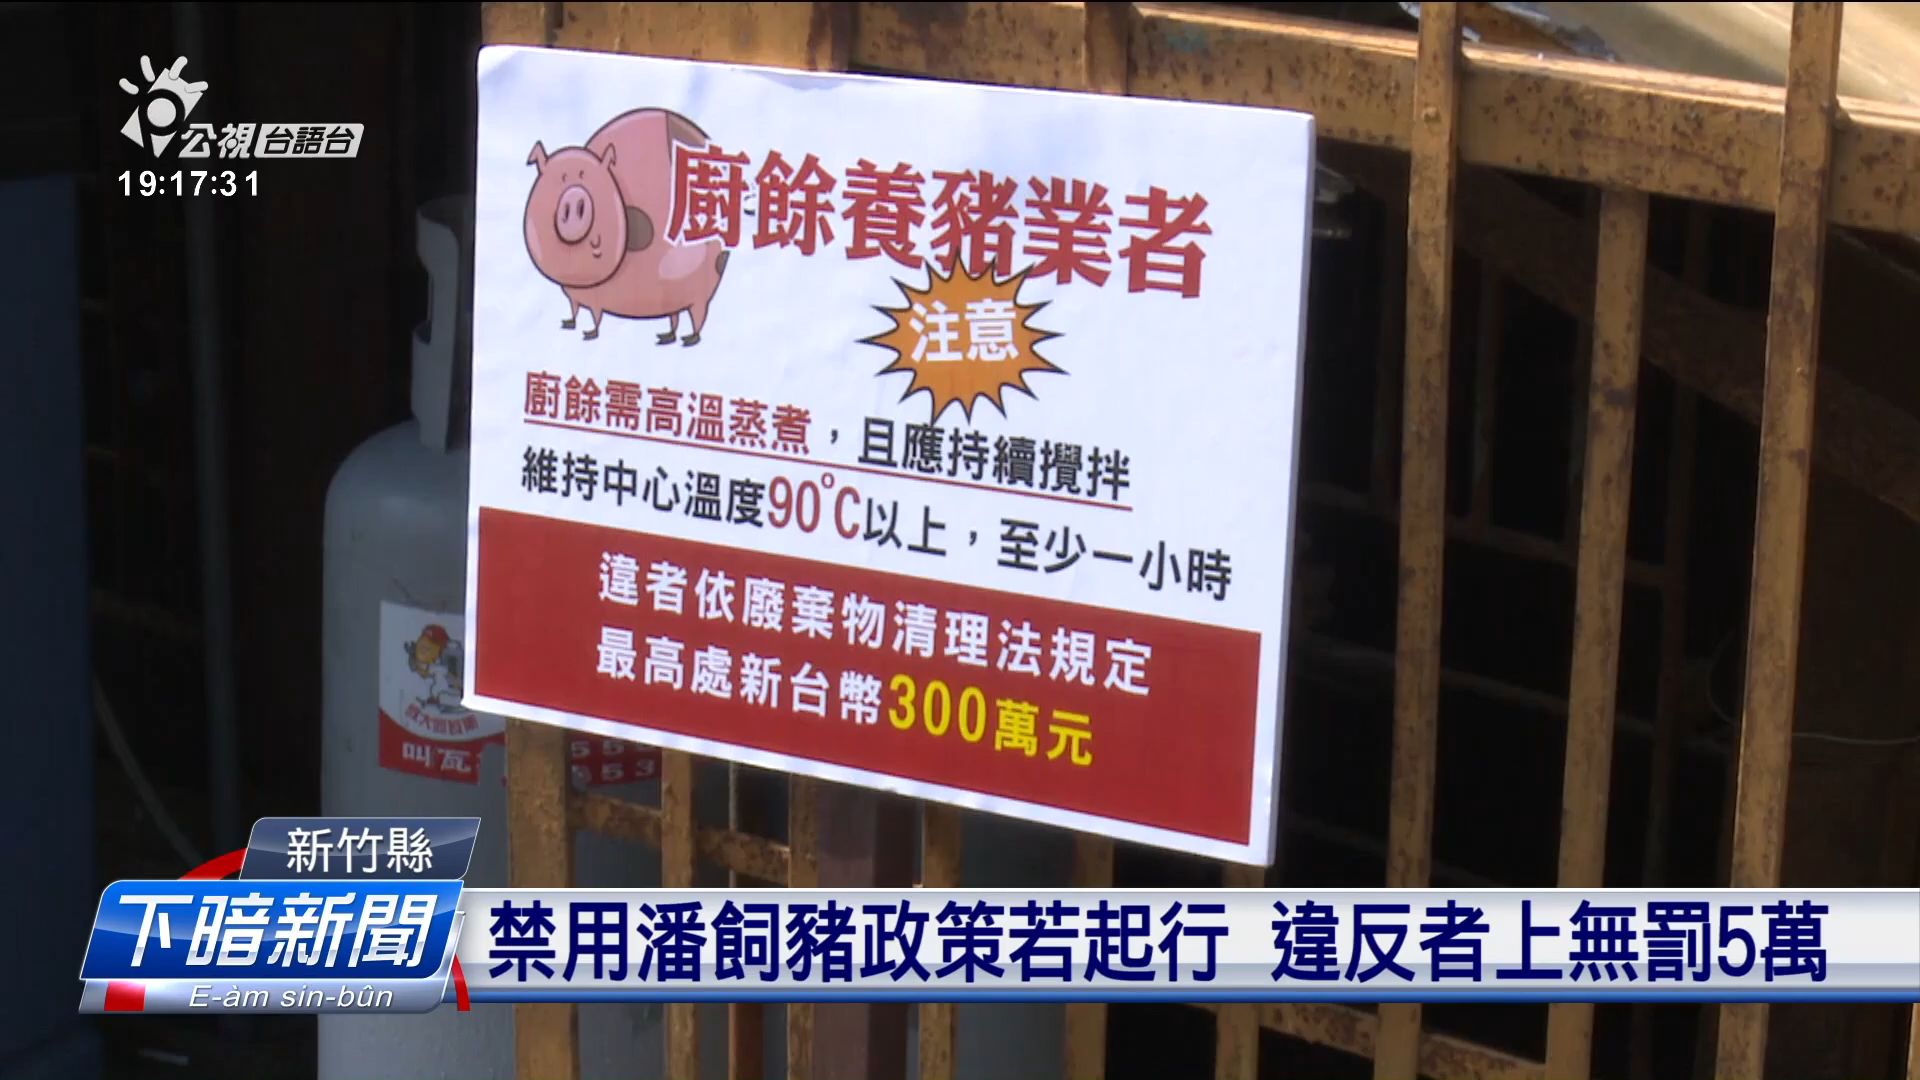 公視台語台
19:17:31
廚餘養豬業者
注意
廚餘需高溫蒸煮，且應持續攪拌
維持中心溫度90°C以上，至少一小時
違者依廢棄物清理法規定
最高處新台幣300萬元
叫瓦
新竹縣
下暗新聞
E-àm sin-bûn
禁用潘飼豬政策若起行 違反者上無罰5萬